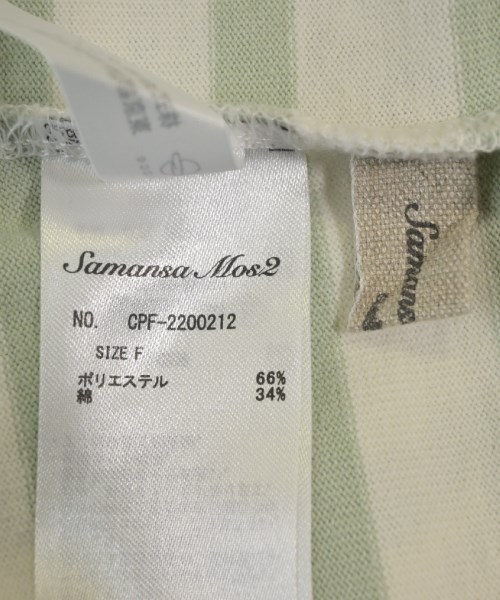 Samansa Mos2
NO. CPF-2200212
SIZE F
ポリエステル 66%
綿 34%
Samans